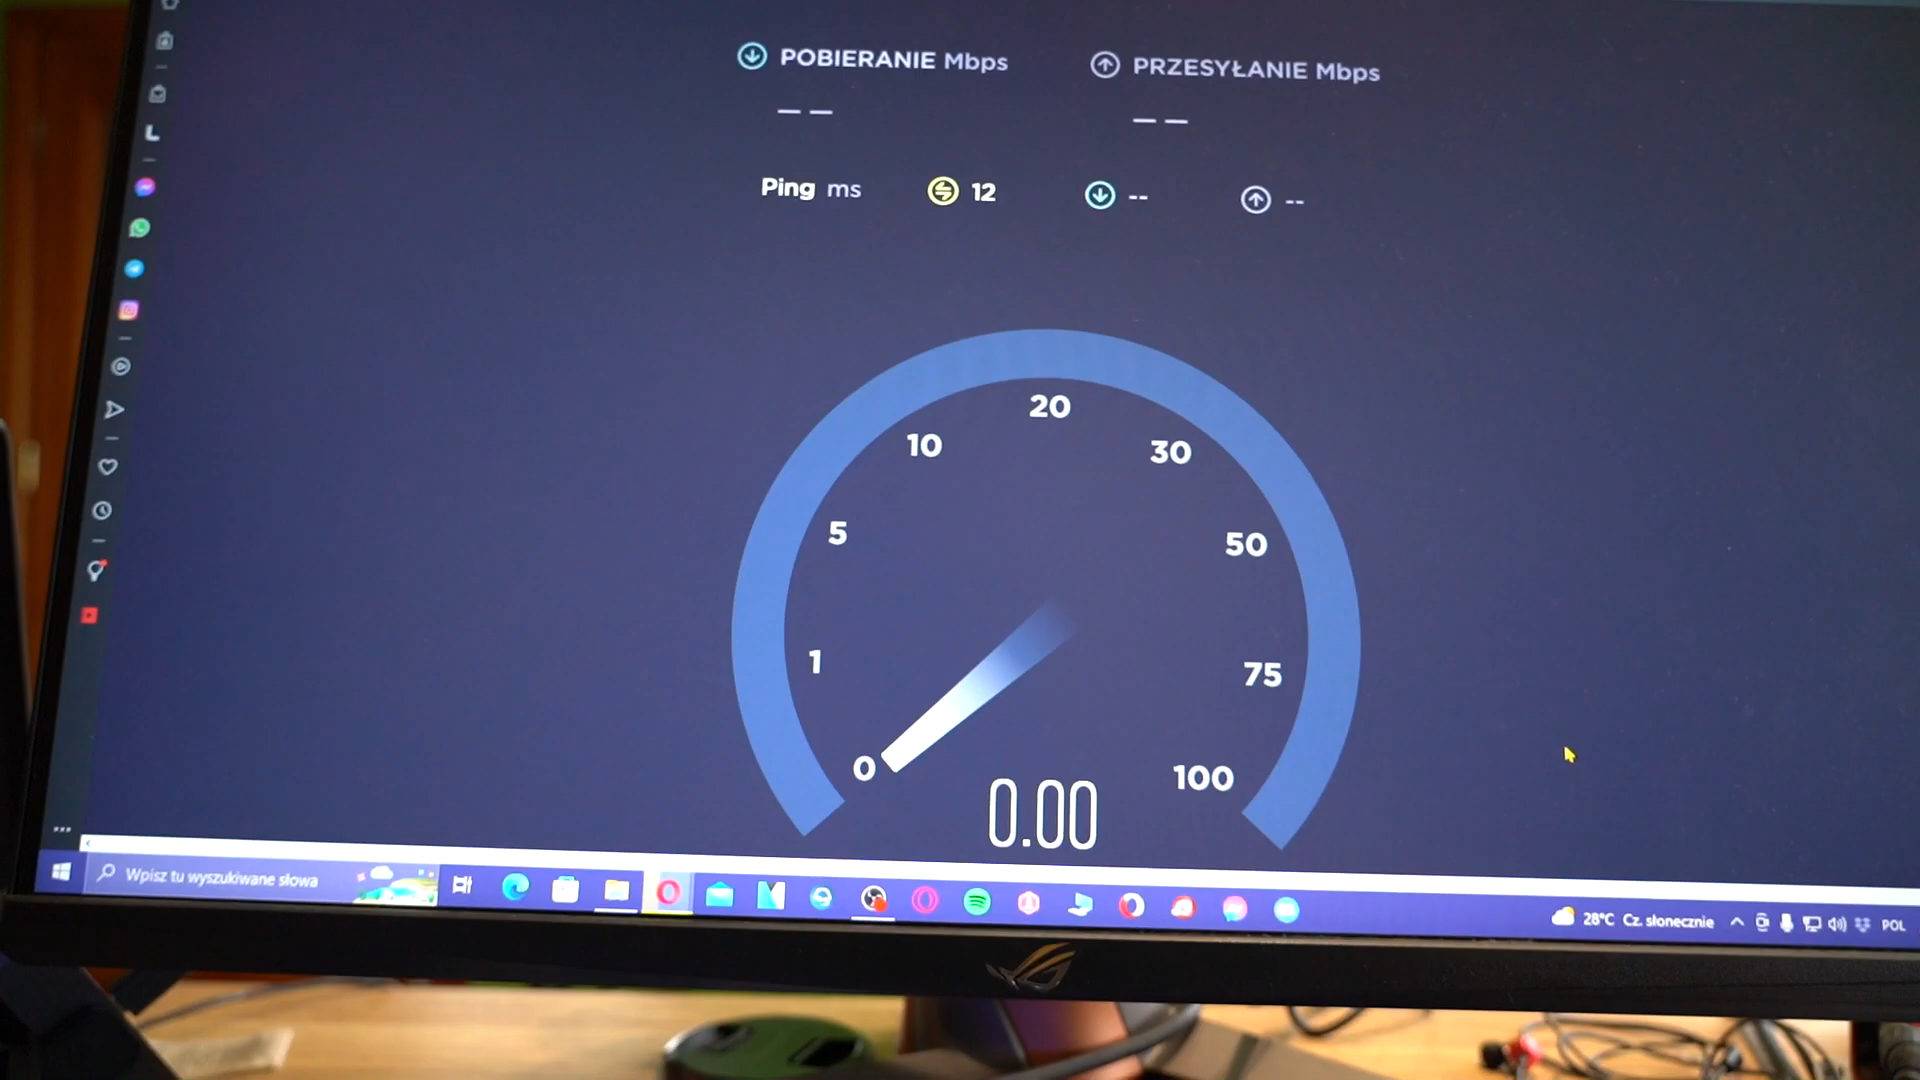 POBIERANIE Mbps
PRZESYŁANIE Mbps
— —
— —
Ping ms
12
--
--
20
10
30
5
50
1
75
0
100
0.00
Wpisz tu wyszukiwane słowa
28°C Cz. słonecznie
POL